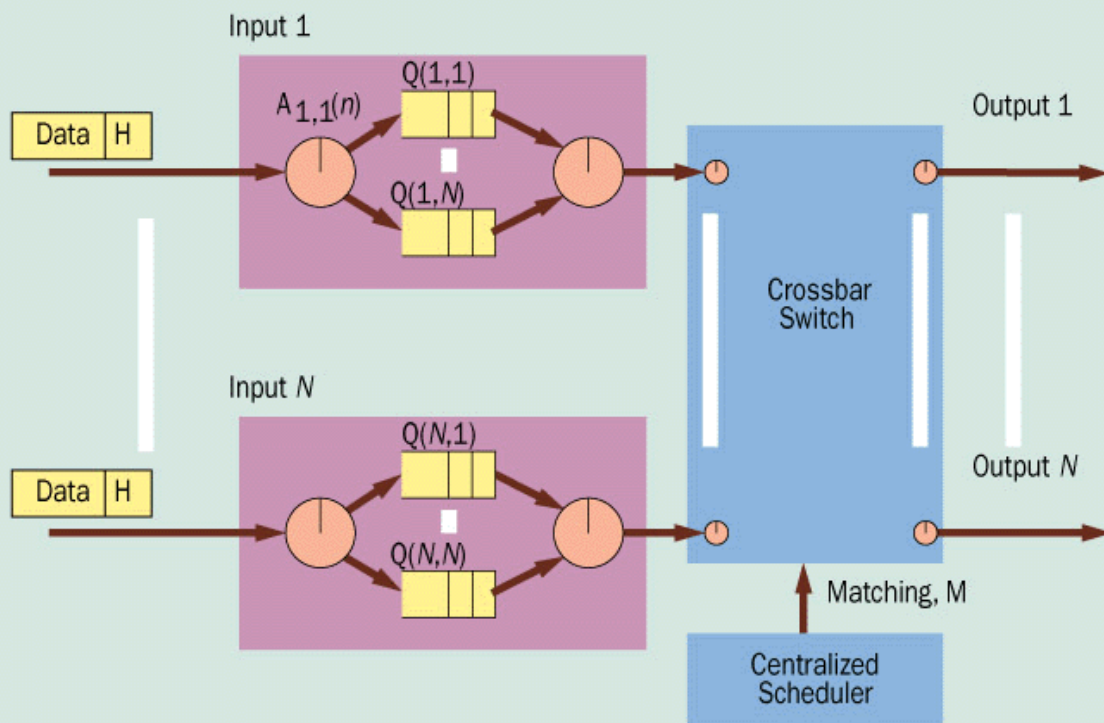 Input 1
Q(1,1)
A1,1(n)
Data H
Q(1,N)
Output 1
Crossbar
Switch
Input N
Q(N,1)
Data H
Q(N,N)
Output N
Matching, M
Centralized
Scheduler